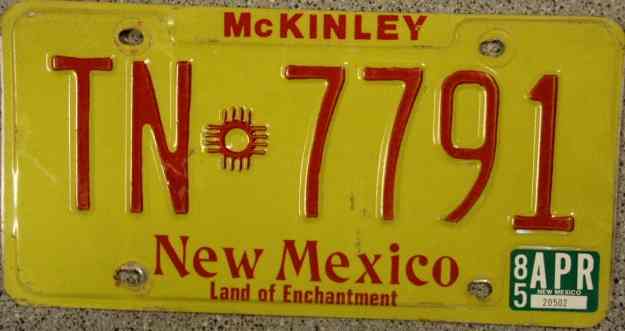 McKINLEY
TN 7791
New Mexico
Land of Enchantment
85 APR
NEW MEXICO
20502